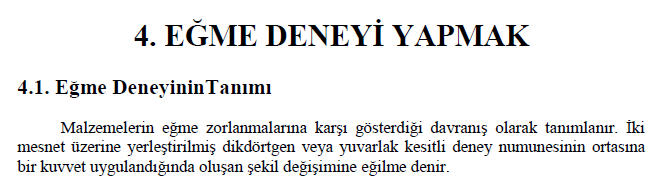 4. EĞME DENEYİ YAPMAK
4.1. Eğme DeneyininTanımı
Malzemelerin eğme zorlanmalarına karşı gösterdiği davranış olarak tanımlanır. İki
mesnet üzerine yerleştirilmiş dikdörtgen veya yuvarlak kesitli deney numunesinin ortasına
bir kuvvet uygulandığında oluşan şekil değişimine eğilme denir.